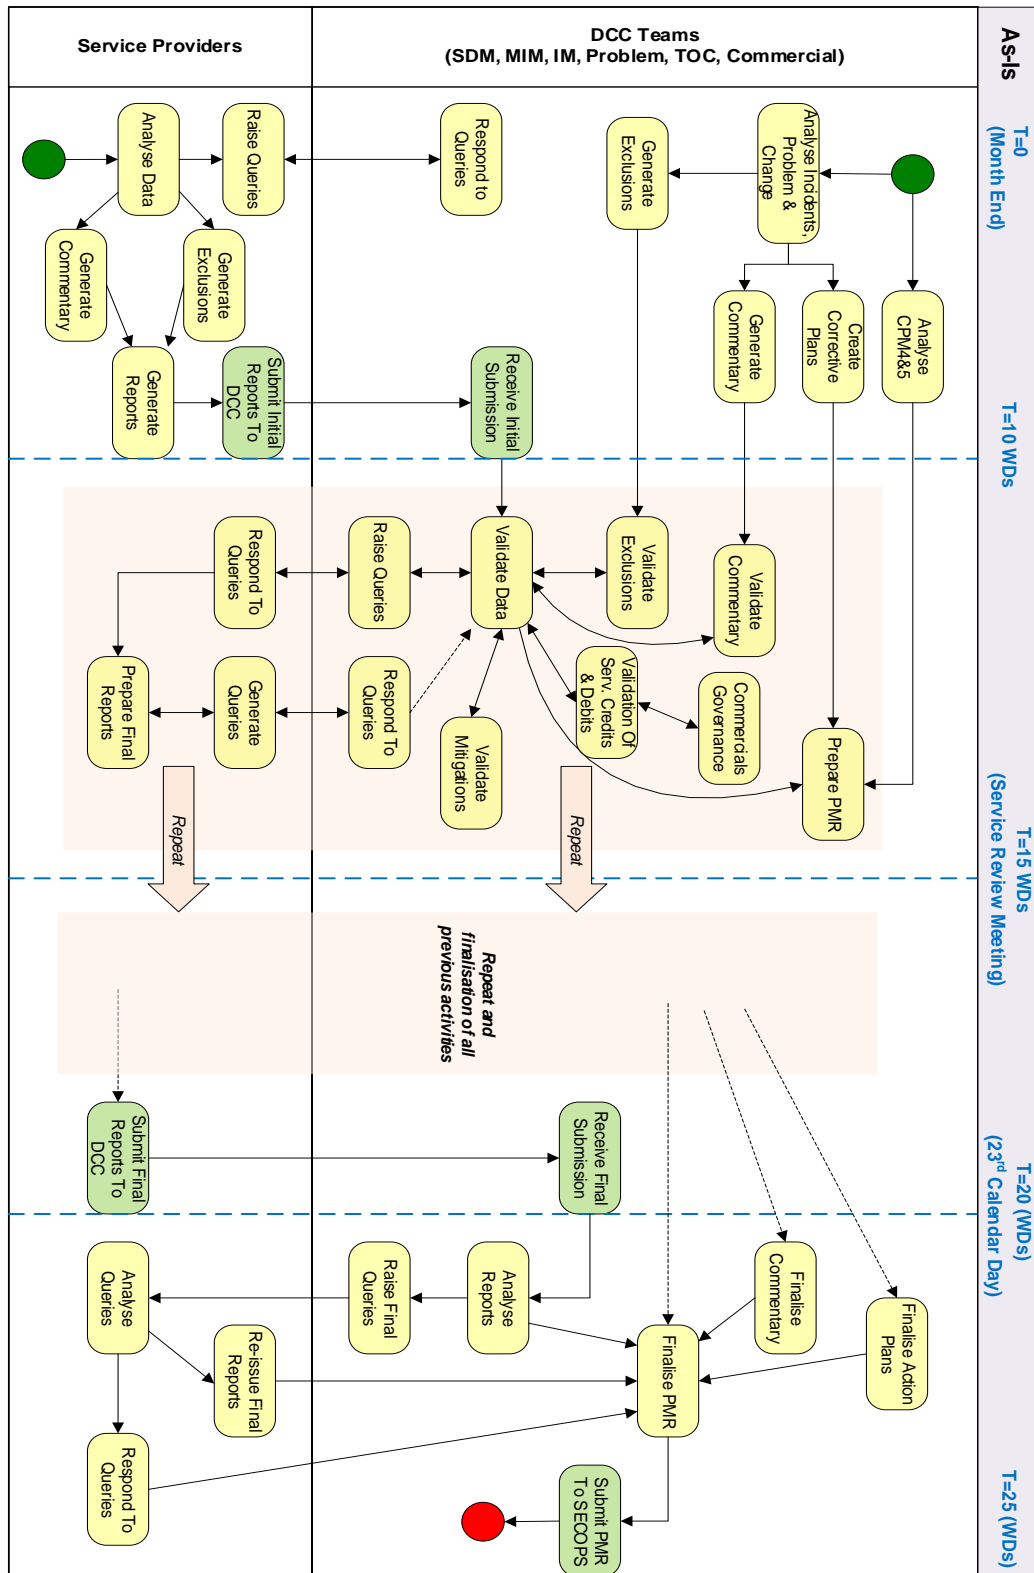 As-Is
T=0
(Month End)
T=10 WDs
T=15 WDs
(Service Review Meeting)
T=20 (WDs)
(23rd Calendar Day)
T=25 (WDs)
DCC Teams
(SDM, MIM, IM, Problem, TOC, Commercial)
Analyse Incidents,
Problem &
Change
Generate
Exclusions
Respond to
Queries
Analyse
CPM4&5
Create
Corrective
Plans
Generate
Commentary
Receive Initial
Submission
Validate
Commentary
Validate
Exclusions
Validate Data
Raise Queries
Commercials
Governance
Validation Of
Serv. Credits
& Debits
Respond To
Queries
Validate
Mitigations
Prepare PMR
Repeat
Repeat and
finalisation of all
previous activities
Receive Final
Submission
Finalise
Commentary
Finalise Action
Plans
Analyse
Reports
Raise Final
Queries
Finalise PMR
Submit PMR
To SECOPS
Service Providers
Raise Queries
Analyse Data
Generate
Exclusions
Generate
Commentary
Submit Initial
Reports To
DCC
Generate
Reports
Respond To
Queries
Generate
Queries
Prepare Final
Reports
Repeat
Submit Final
Reports To
DCC
Analyse
Queries
Re-issue Final
Reports
Respond To
Queries